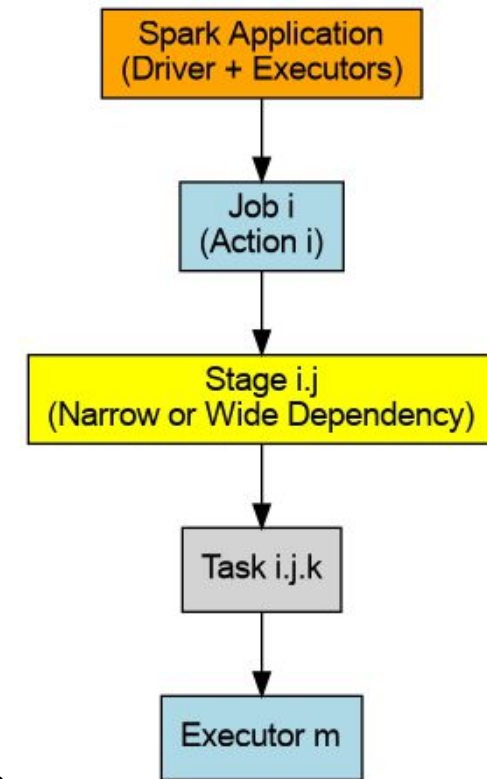 Spark Application
(Driver + Executors)
Job i
(Action i)
Stage i.j
(Narrow or Wide Dependency)
Task i.j.k
Executor m